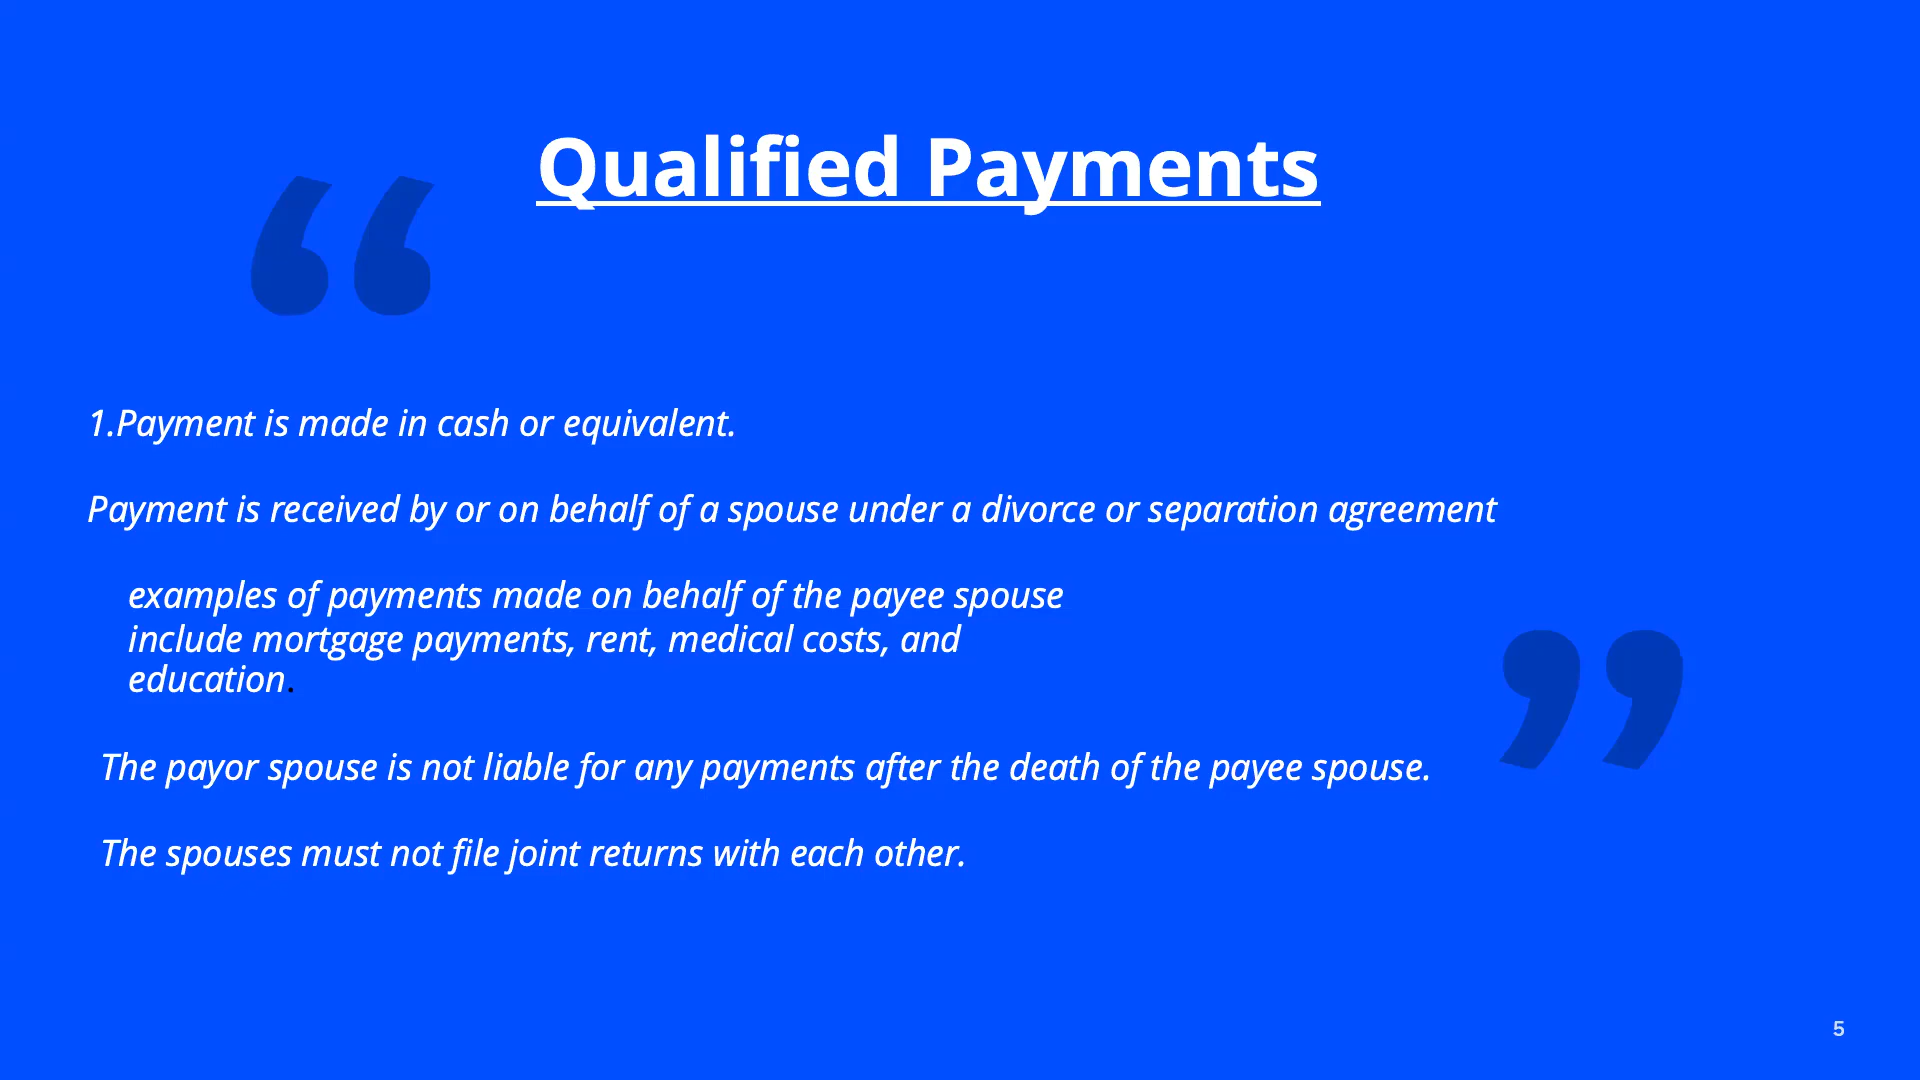 Qualified Payments
“
1.Payment is made in cash or equivalent.
Payment is received by or on behalf of a spouse under a divorce or separation agreement
examples of payments made on behalf of the payee spouse
include mortgage payments, rent, medical costs, and
education.
”
The payor spouse is not liable for any payments after the death of the payee spouse.
The spouses must not file joint returns with each other.
5